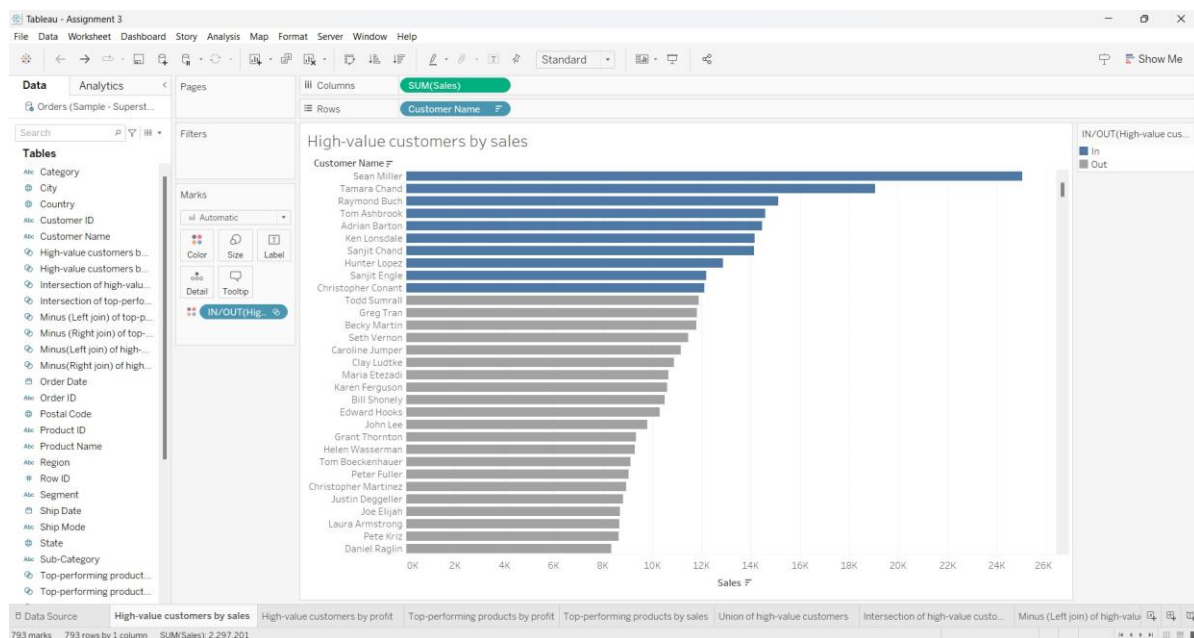 Tableau - Assignment 3
File Data Worksheet Dashboard Story Analysis Map Format Server Window Help
Standard
Show Me
Data Analytics
Orders (Sample - Superst...
Search
Tables
Abc Category
City
Country
Abc Customer ID
Abc Customer Name
High-value customers b...
High-value customers b...
Intersection of high-valu...
Intersection of top-perfo...
Minus (Left join) of top-p...
Minus (Right join) of top-...
Minus(Left join) of high-...
Minus(Right join) of high...
Order Date
Abc Order ID
Postal Code
Abc Product ID
Abc Product Name
Abc Region
# Row ID
Abc Segment
Ship Date
Abc Ship Mode
State
Abc Sub-Category
Top-performing product...
Top-performing product...
Pages
Filters
Marks
Automatic
Color Size Label
Detail Tooltip
IN/OUT(Hig..
Columns SUM(Sales)
Rows Customer Name
High-value customers by sales
Customer Name
Sean Miller
Tamara Chand
Raymond Buch
Tom Ashbrook
Adrian Barton
Ken Lonsdale
Sanjit Chand
Hunter Lopez
Sanjit Engle
Christopher Conant
Todd Sumrall
Greg Tran
Becky Martin
Seth Vernon
Caroline Jumper
Clay Ludtke
Maria Etezadi
Karen Ferguson
Bill Shonely
Edward Hooks
John Lee
Grant Thornton
Helen Wasserman
Tom Boeckenhauer
Peter Fuller
Christopher Martinez
Justin Deggeller
Joe Elijah
Laura Armstrong
Pete Kriz
Daniel Raglin
0K 2K 4K 6K 8K 10K 12K 14K 16K 18K 20K 22K 24K 26K
Sales
IN/OUT(High-value cus...
In
Out
Data Source High-value customers by sales High-value customers by profit Top-performing products by profit Top-performing products by sales Union of high-value customers Intersection of high-value custo... Minus (Left join) of high-valu
793 marks 793 rows by 1 column SUM(Sales): 2,297,201